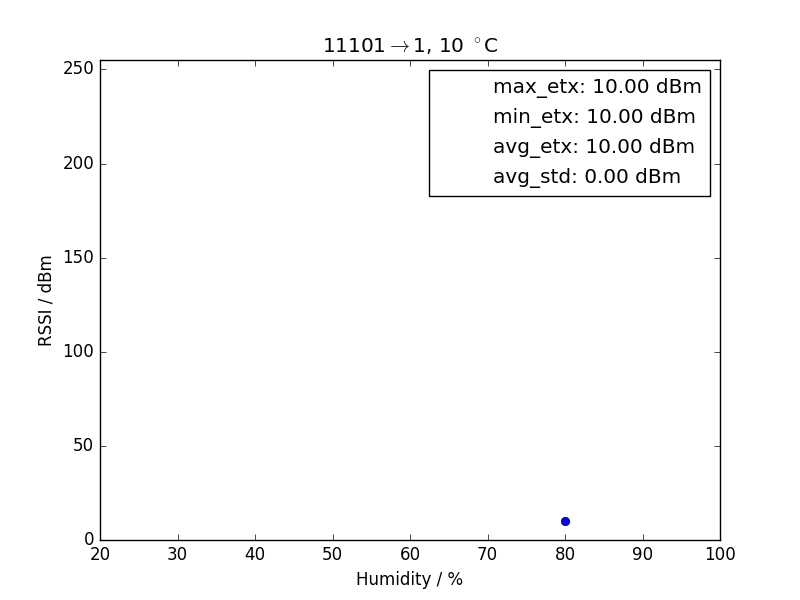 11101→1, 10 °C
max_etx: 10.00 dBm
min_etx: 10.00 dBm
avg_etx: 10.00 dBm
avg_std: 0.00 dBm
RSSI / dBm
250
200
150
100
50
0
20 30 40 50 60 70 80 90 100
Humidity / %